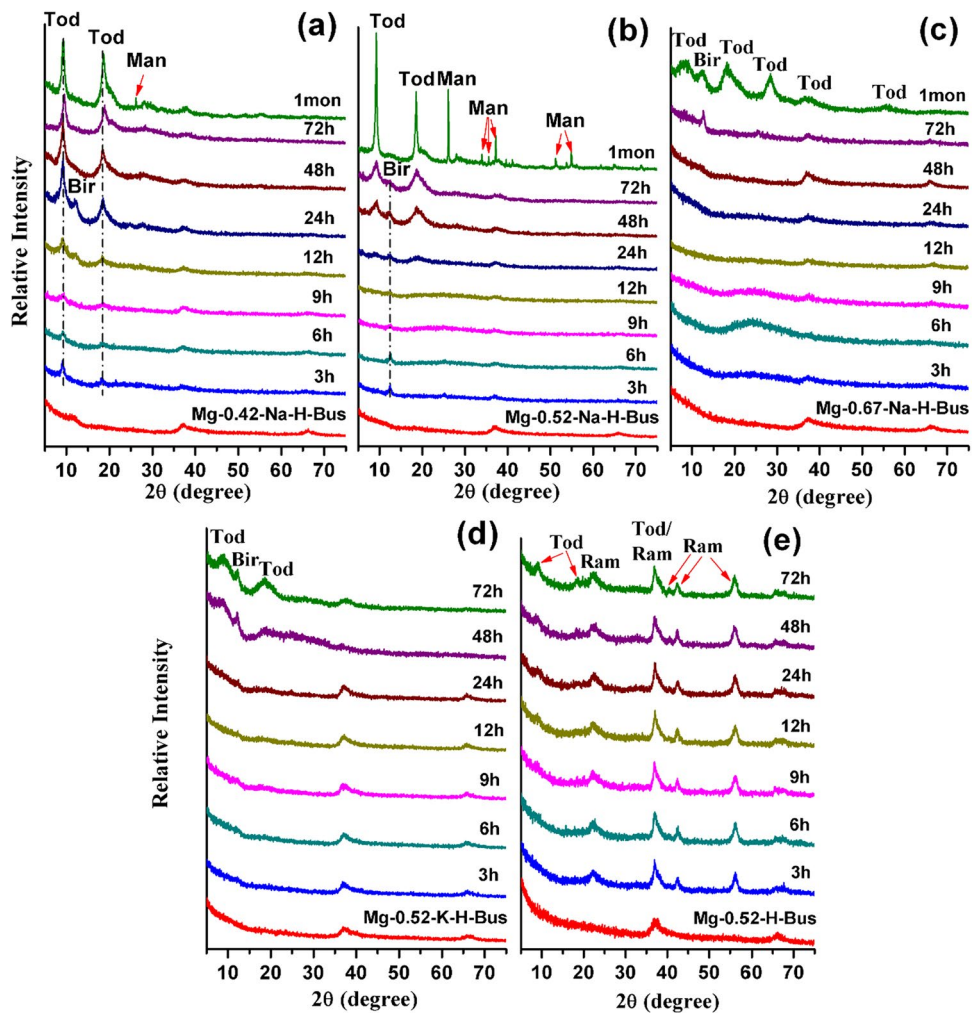 (a)
Tod
Tod
Man
1mon
72h
48h
Bir
24h
12h
9h
6h
3h
Mg-0.42-Na-H-Bus
10 20 30 40 50 60 70
2θ (degree)
Relative Intensity
(b)
Tod
Tod
Man
Man
Man
1mon
Bir
72h
48h
24h
12h
9h
6h
3h
Mg-0.52-Na-H-Bus
10 20 30 40 50 60 70
2θ (degree)
(c)
Tod
Bir
Tod
Tod
Tod
Tod
1mon
72h
48h
24h
12h
9h
6h
3h
Mg-0.67-Na-H-Bus
10 20 30 40 50 60 70
2θ (degree)
(d)
Tod
Bir
Tod
72h
48h
24h
12h
9h
6h
3h
Mg-0.52-K-H-Bus
10 20 30 40 50 60 70
2θ (degree)
Relative Intensity
(e)
Tod
Ram
Tod/
Ram
Ram
72h
48h
24h
12h
9h
6h
3h
Mg-0.52-H-Bus
10 20 30 40 50 60 70
2θ (degree)